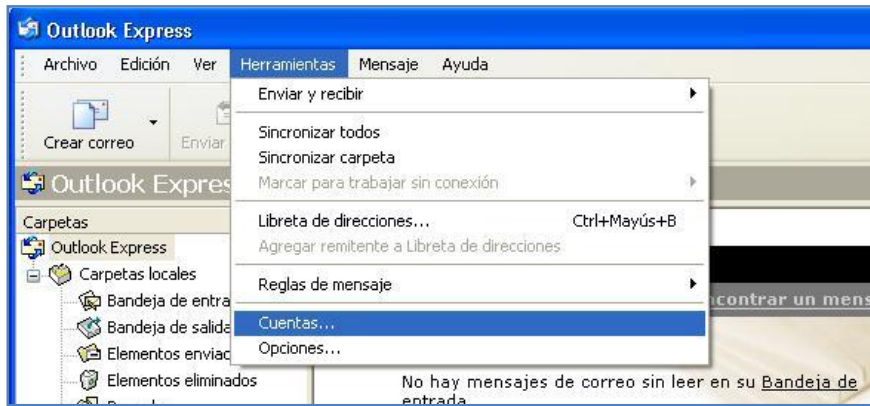 Outlook Express
Archivo Edición Ver Herramientas Mensaje Ayuda
Enviar y recibir
Sincronizar todos
Sincronizar carpeta
Marcar para trabajar sin conexión
Libreta de direcciones... Ctrl+Mayús+B
Agregar remitente a Libreta de direcciones
Reglas de mensaje
Cuentas...
Opciones...
Crear correo Enviar
Outlook Expres
Carpetas
Outlook Express
Carpetas locales
Bandeja de entra
Bandeja de salida
Elementos enviad
Elementos eliminados
contrar un mens
No hay mensajes de correo sin leer en su Bandeja de
entrada